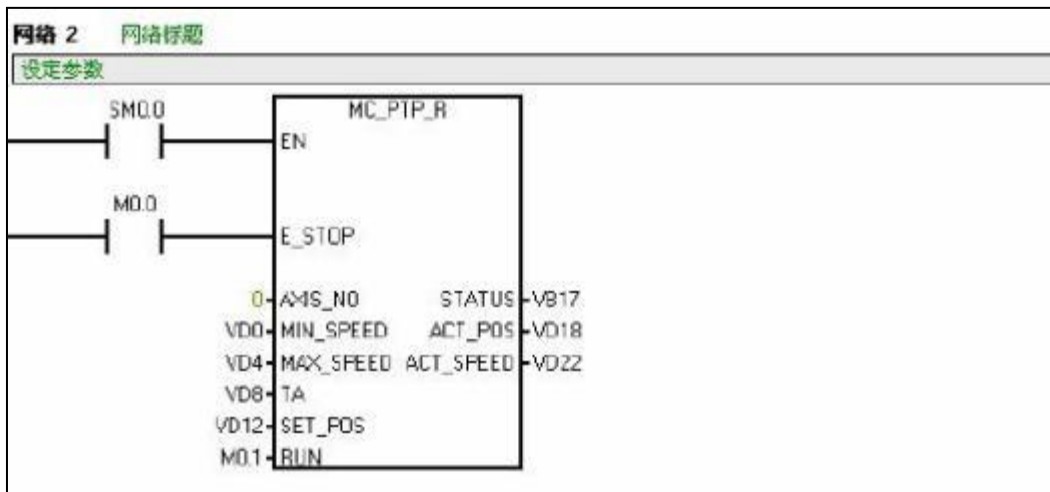 网络 2 网络标题
设定参数
SM0.0
MC_PTP_R
EN
M0.0
E_STOP
0 AXIS_NO STATUS VB17
VD0 MIN_SPEED ACT_POS VD18
VD4 MAX_SPEED ACT_SPEED VD22
VD8 TA
VD12 SET_POS
M0.1 RUN